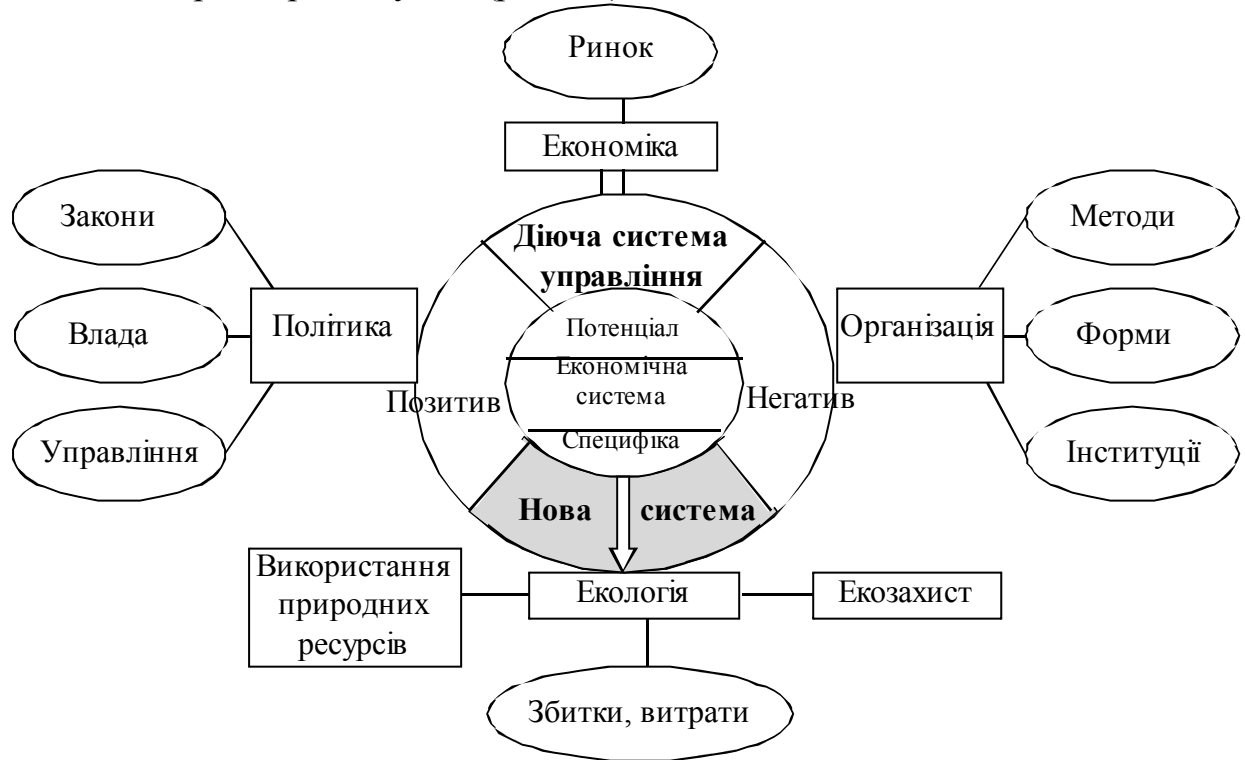 Ринок
Економіка
Закони
Методи
Діюча система
управління
Політика
Влада
Потенціал
Організація
Форми
Економічна
система
Позитив
Негатив
Специфіка
Управління
Інституції
Нова система
Використання
природних
ресурсів
Екологія
Екозахист
Збитки, витрати